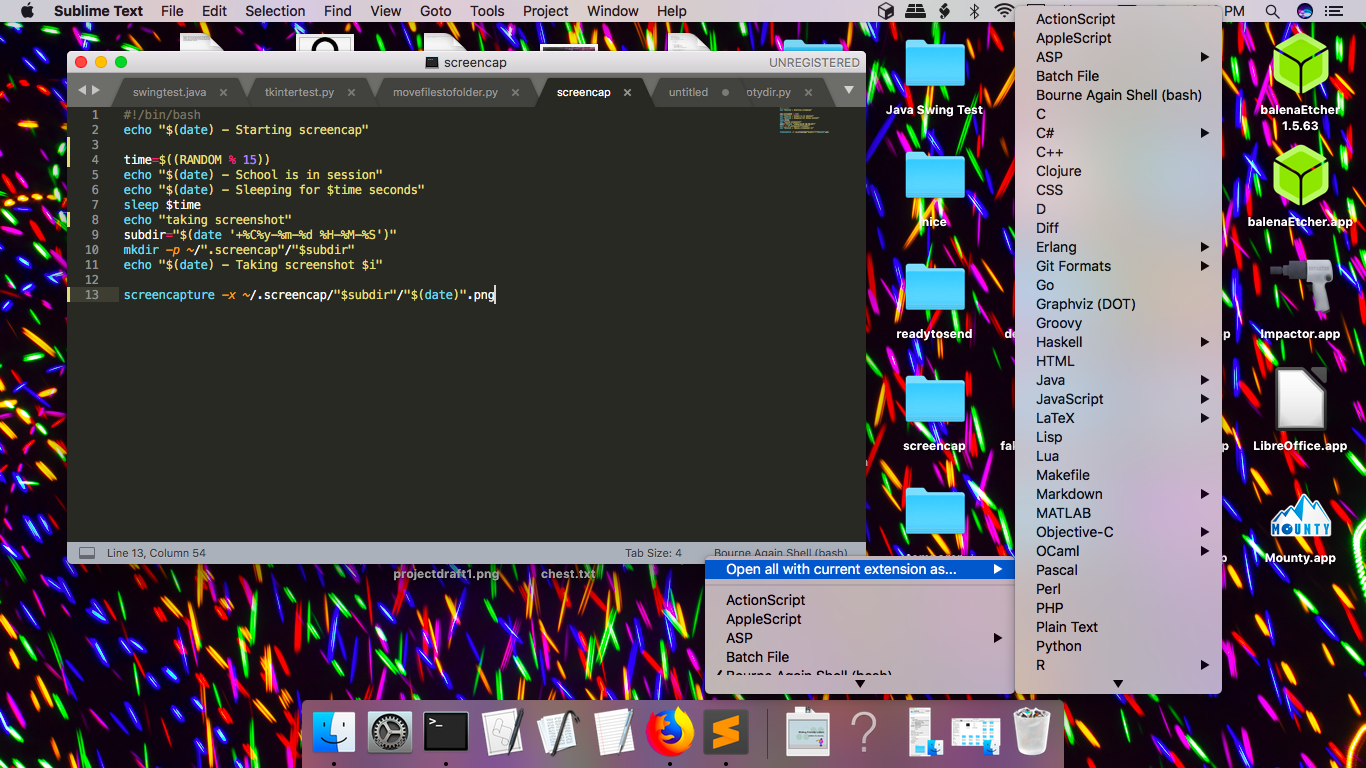 Sublime Text File Edit Selection Find View Goto Tools Project Window Help PM
screencap UNREGISTERED
swingtest.java tkintertest.py movefilestofolder.py screencap untitled otydir.py
1 #!/bin/bash
2 echo "$(date) - Starting screencap"
3
4 time=$((RANDOM % 15))
5 echo "$(date) - School is in session"
6 echo "$(date) - Sleeping for $time seconds"
7 sleep $time
8 echo "taking screenshot"
9 subdir="$(date '+%C%y-%m-%d %H-%M-%S')"
10 mkdir -p ~/".screencap"/"$subdir"
11 echo "$(date) - Taking screenshot $i"
12
13 screencapture -x ~/.screencap/"$subdir"/"$(date)".png
Line 13, Column 54 Tab Size: 4 Bourne Again Shell (bash)
projectdraft1.png chest.txt
Open all with current extension as...
ActionScript
AppleScript
ASP
Batch File
Bourne Again Shell (bash)
Java Swing Test
nice
readytosend
screencap
ActionScript
AppleScript
ASP
Batch File
Bourne Again Shell (bash)
C
C#
C++
Clojure
CSS
D
Diff
Erlang
Git Formats
Go
Graphviz (DOT)
Groovy
Haskell
HTML
Java
JavaScript
LaTeX
Lisp
Lua
Makefile
Markdown
MATLAB
Objective-C
OCaml
Pascal
Perl
PHP
Plain Text
Python
R
balenaEtcher
1.5.63
balenaEtcher.app
Impactor.app
LibreOffice.app
MOUNTY
Mounty.app